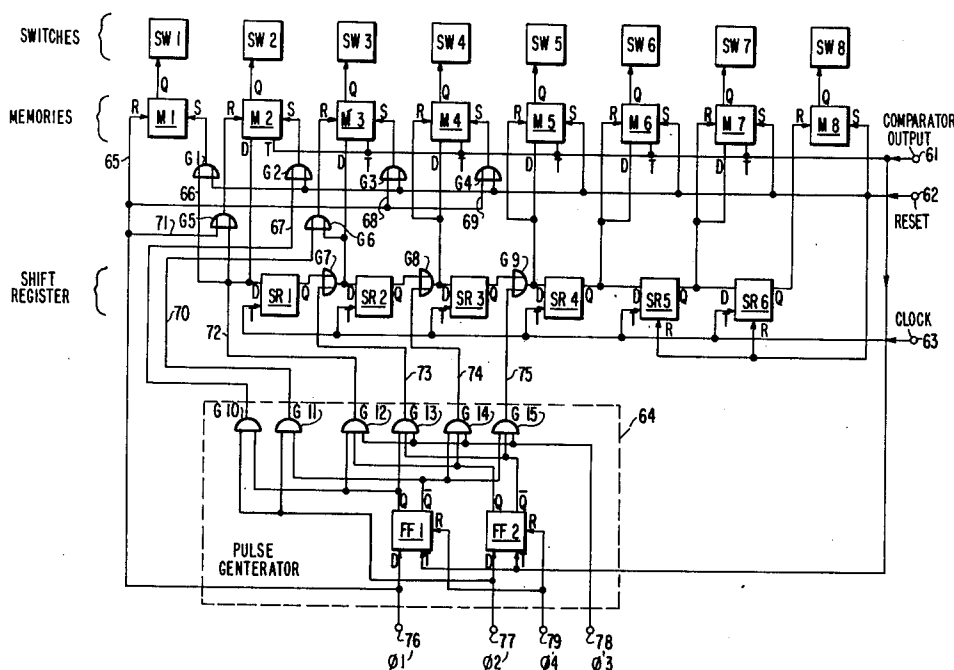 SWITCHES
SW 1 SW 2 SW 3 SW 4 SW 5 SW 6 SW 7 SW 8
Q Q Q Q Q Q Q Q
MEMORIES
R M 1 S R M 2 S R M 3 S R M 4 S R M 5 S R M 6 S R M 7 S R M 8 S
D T D T D T D T D T D T
COMPARATOR OUTPUT
61
65
G1 G2 G3 G4
66 68 69
62
RESET
71 G5 67 G6
SHIFT REGISTER
G7 G8 G9
D SR 1 Q D SR 2 Q D SR 3 Q D SR 4 Q D SR 5 Q D SR 6 Q
T T T T T T
R R
CLOCK
63
70 72 73 74 75
G 10 G 11 G 12 G 13 G 14 G 15
64
Q Q̅ Q Q̅
FF 1 R FF 2 R
D T D T
PULSE GENTERATOR
76 77 79 78
Ø1' Ø2' Ø'4 Ø'3